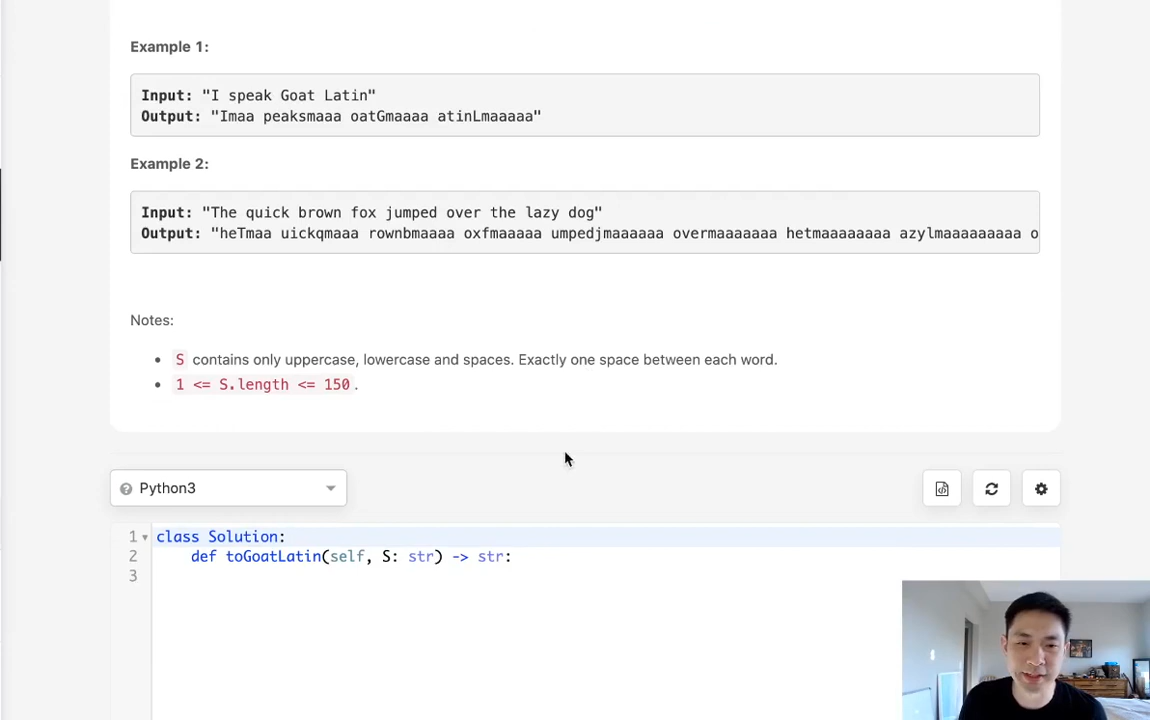 Example 1:
Input: "I speak Goat Latin"
Output: "Imaa peaksmaaa oatGmaaaa atinLmaaaaa"
Example 2:
Input: "The quick brown fox jumped over the lazy dog"
Output: "heTmaa uickqmaaa rownbmaaaa oxfmaaaaa umpedjmaaaaaa overmaaaaaaa hetmaaaaaaaa azylmaaaaaaaaa o
Notes:
S contains only uppercase, lowercase and spaces. Exactly one space between each word.
1 <= S.length <= 150.
Python3
1 class Solution:
2 def toGoatLatin(self, S: str) -> str:
3